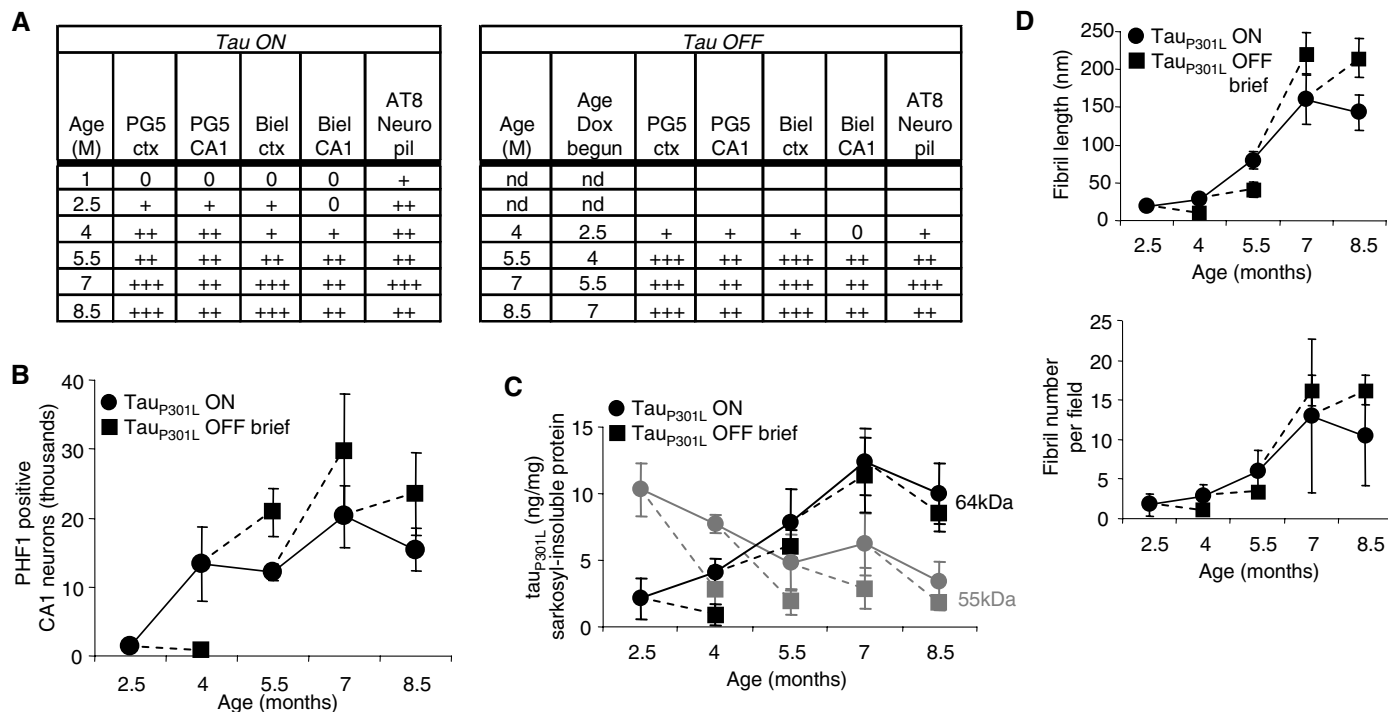 A
Tau ON
Age (M) PG5 ctx PG5 CA1 Biel ctx Biel CA1 AT8 Neuro pil
1 0 0 0 0 +
2.5 + + + 0 ++
4 ++ ++ + + ++
5.5 ++ ++ ++ ++ ++
7 +++ ++ +++ ++ +++
8.5 +++ ++ +++ ++ ++
Tau OFF
Age (M) Age Dox begun PG5 ctx PG5 CA1 Biel ctx Biel CA1 AT8 Neuro pil
nd nd
nd nd
4 2.5 + + + 0 +
5.5 4 +++ ++ +++ ++ ++
7 5.5 +++ ++ +++ ++ +++
8.5 7 +++ ++ +++ ++ ++
B
PHF1 positive
CA1 neurons (thousands)
40
30
20
10
0
TauP301L ON
TauP301L OFF brief
2.5 4 5.5 7 8.5
Age (months)
C
tauP301L (ng/mg)
sarkosyl-insoluble protein
15
10
5
0
TauP301L ON
TauP301L OFF brief
64kDa
55kDa
2.5 4 5.5 7 8.5
Age (months)
D
Fibril length (nm)
250
200
150
100
50
0
TauP301L ON
TauP301L OFF
brief
2.5 4 5.5 7 8.5
Age (months)
Fibril number
per field
25
20
15
10
5
0
2.5 4 5.5 7 8.5
Age (months)